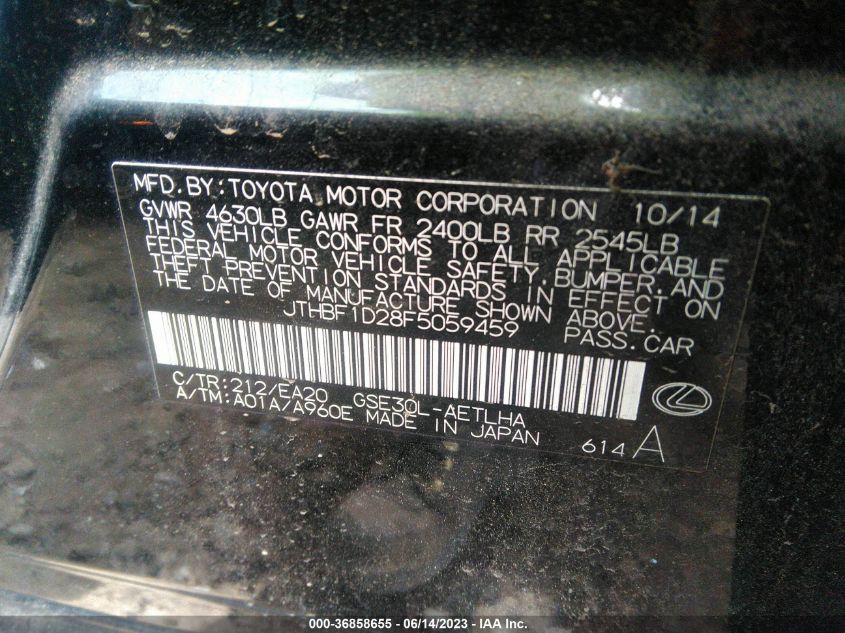 MFD.BY:TOYOTA MOTOR CORPORATION 10/14
GVWR 4630LB GAWR FR 2400LB RR 2545LB
THIS VEHICLE CONFORMS TO ALL APPLICABLE
FEDERAL MOTOR VEHICLE SAFETY,BUMPER,AND
THEFT PREVENTION STANDARDS IN EFFECT ON
THE DATE OF MANUFACTURE SHOWN ABOVE.
JTHBF1D28F5059459 PASS.CAR
C/TR:212/EA20 GSE30L-AETLHA
A/TM:A01A/A960E MADE IN JAPAN 614A
000-36858655 - 06/14/2023 - IAA Inc.